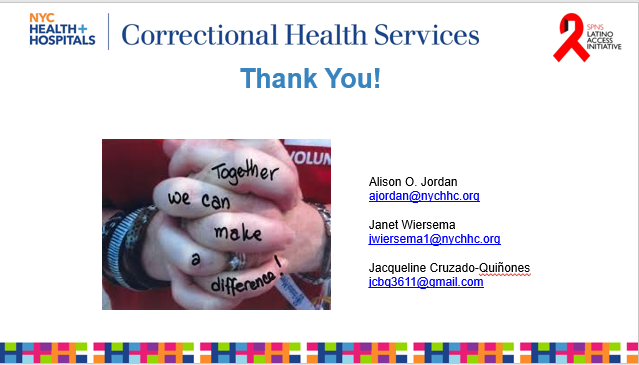 NYC
HEALTH+
HOSPITALS
Correctional Health Services
SPNS
LATINO
ACCESS
INITIATIVE
Thank You!
VOLUN
Together
we can
make
a
difference!
Alison O. Jordan
ajordan@nychhc.org
Janet Wiersema
jwiersema1@nychhc.org
Jacqueline Cruzado-Quiñones
jcbq3611@gmail.com